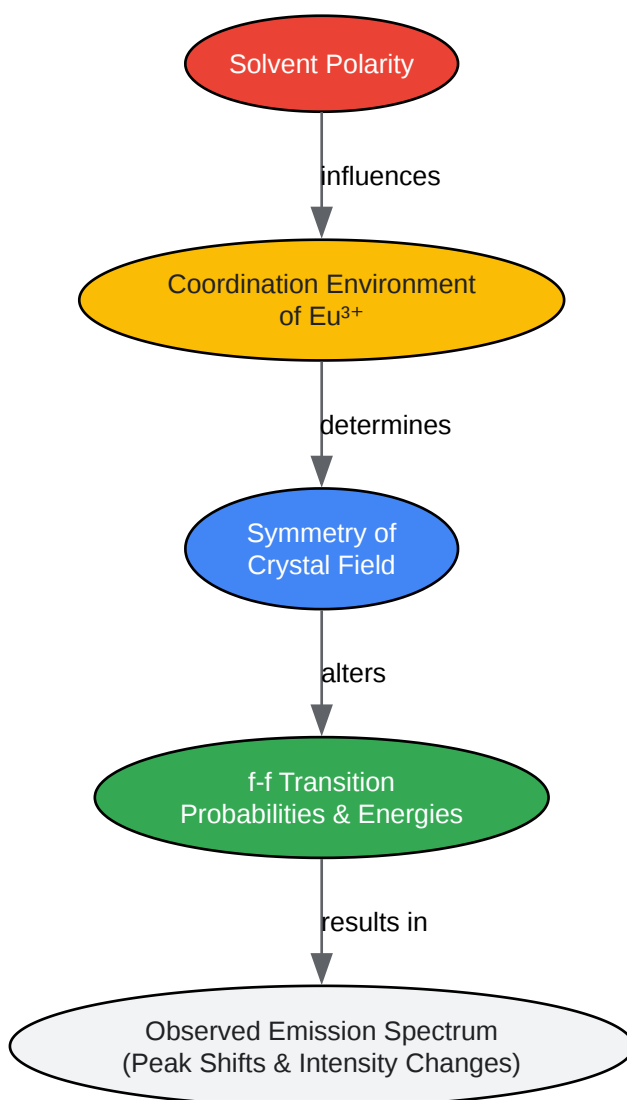 Solvent Polarity
influences
Coordination Environment
of Eu³⁺
determines
Symmetry of
Crystal Field
alters
f-f Transition
Probabilities & Energies
results in
Observed Emission Spectrum
(Peak Shifts & Intensity Changes)